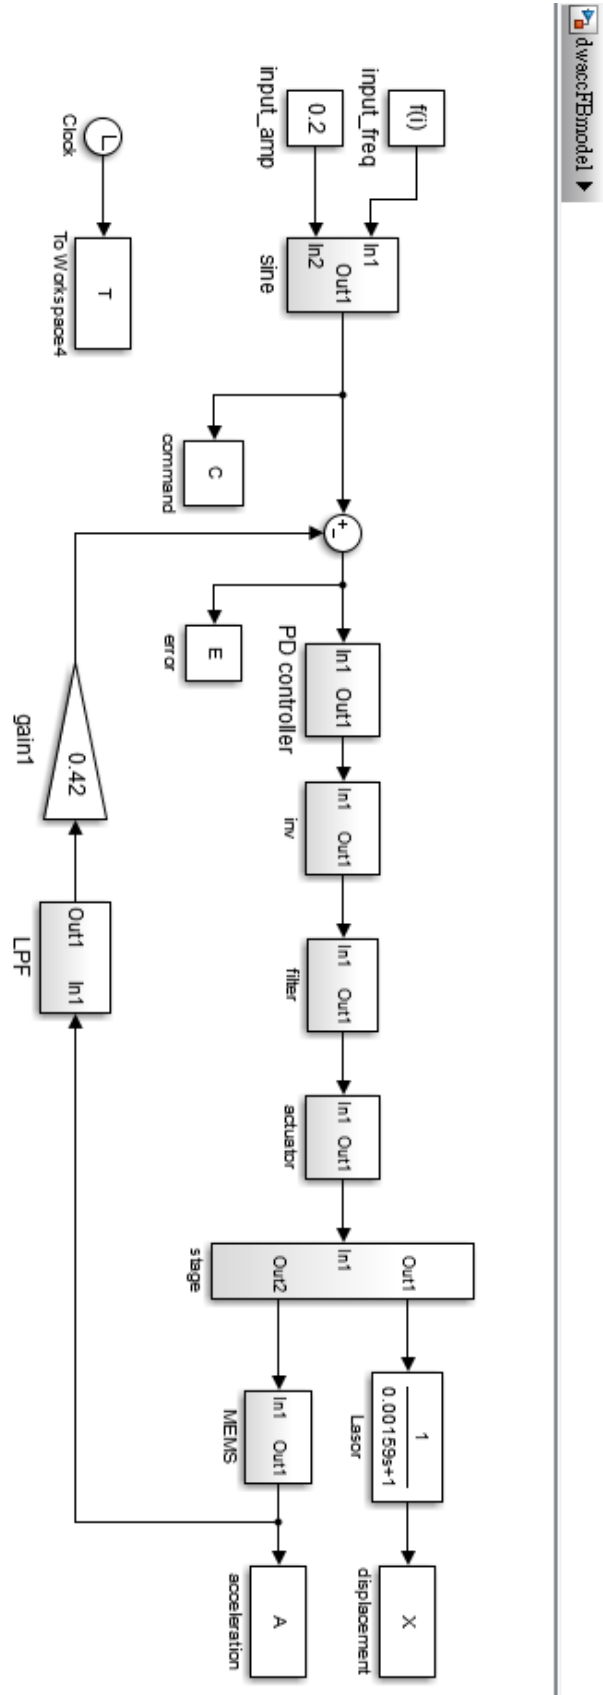 dwaccFBmodel
f(i)
input_freq
0.2
input_amp
In1
In2
Out1
sine
Clock
T
To Workspace4
C
command
+
−
E
error
In1 Out1
PD controller
In1 Out1
inv
In1 Out1
filter
In1 Out1
actuator
In1
Out1
Out2
stage
1
0.00159s+1
Lasor
X
displacement
In1 Out1
MEMS
A
acceleration
Out1 In1
LPF
0.42
gain1